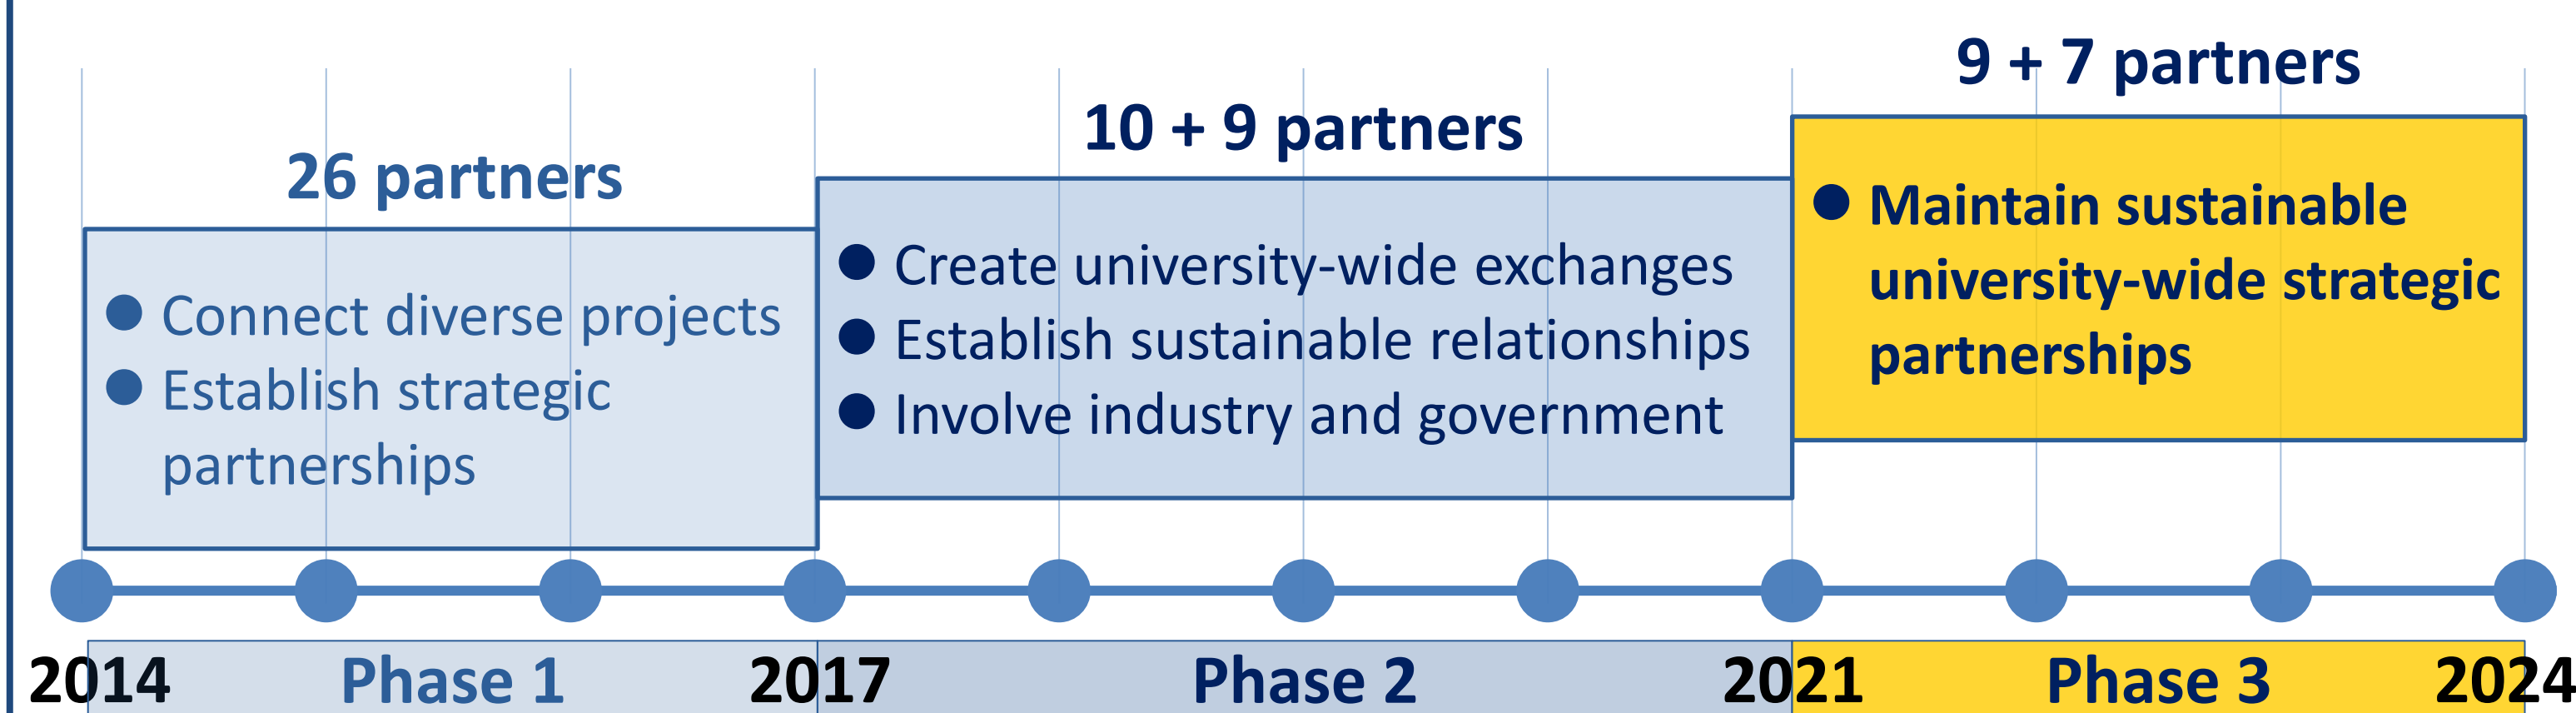 26 partners
● Connect diverse projects
● Establish strategic
partnerships
10 + 9 partners
● Create university-wide exchanges
● Establish sustainable relationships
● Involve industry and government
9 + 7 partners
● Maintain sustainable
university-wide strategic
partnerships
2014 Phase 1 2017 Phase 2 2021 Phase 3 2024